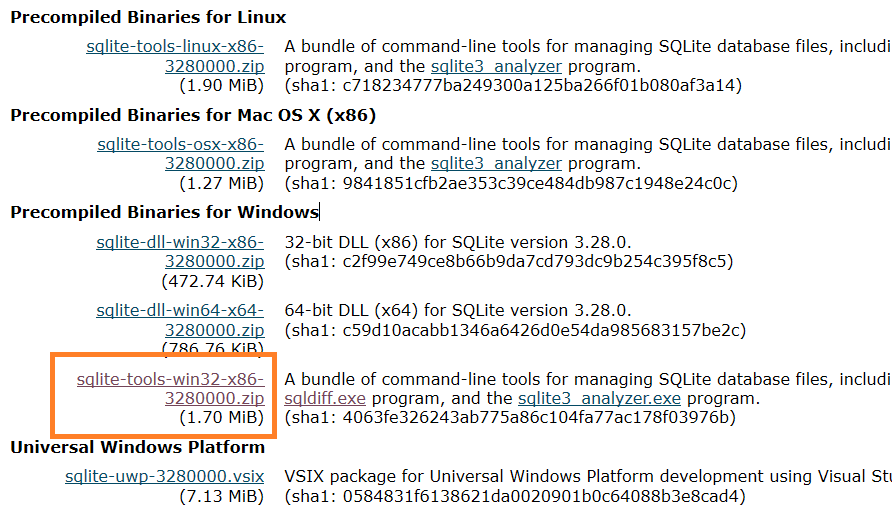 Precompiled Binaries for Linux
sqlite-tools-linux-x86- A bundle of command-line tools for managing SQLite database files, includi
3280000.zip program, and the sqlite3_analyzer program.
(1.90 MiB) (sha1: c718234777ba249300a125ba266f01b080af3a14)
Precompiled Binaries for Mac OS X (x86)
sqlite-tools-osx-x86- A bundle of command-line tools for managing SQLite database files, includi
3280000.zip program, and the sqlite3_analyzer program.
(1.27 MiB) (sha1: 9841851cfb2ae353c39ce484db987c1948e24c0c)
Precompiled Binaries for Windows
sqlite-dll-win32-x86- 32-bit DLL (x86) for SQLite version 3.28.0.
3280000.zip (sha1: c2f99e749ce8b66b9da7cd793dc9b254c395f8c5)
(472.74 KiB)
sqlite-dll-win64-x64- 64-bit DLL (x64) for SQLite version 3.28.0.
3280000.zip (sha1: c59d10acabb1346a6426d0e54da985683157be2c)
(786.76 KiB)
sqlite-tools-win32-x86- A bundle of command-line tools for managing SQLite database files, includi
3280000.zip sqldiff.exe program, and the sqlite3_analyzer.exe program.
(1.70 MiB) (sha1: 4063fe326243ab775a86c104fa77ac178f03976b)
Universal Windows Platform
sqlite-uwp-3280000.vsix VSIX package for Universal Windows Platform development using Visual Stu
(7.13 MiB) (sha1: 0584831f6138621da0020901b0c64088b3e8cad4)